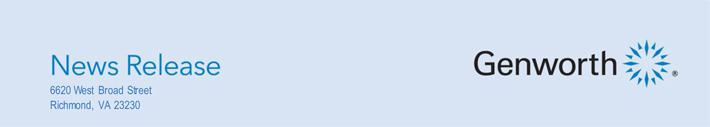 News Release
Genworth®
6620 West Broad Street
Richmond, VA 23230